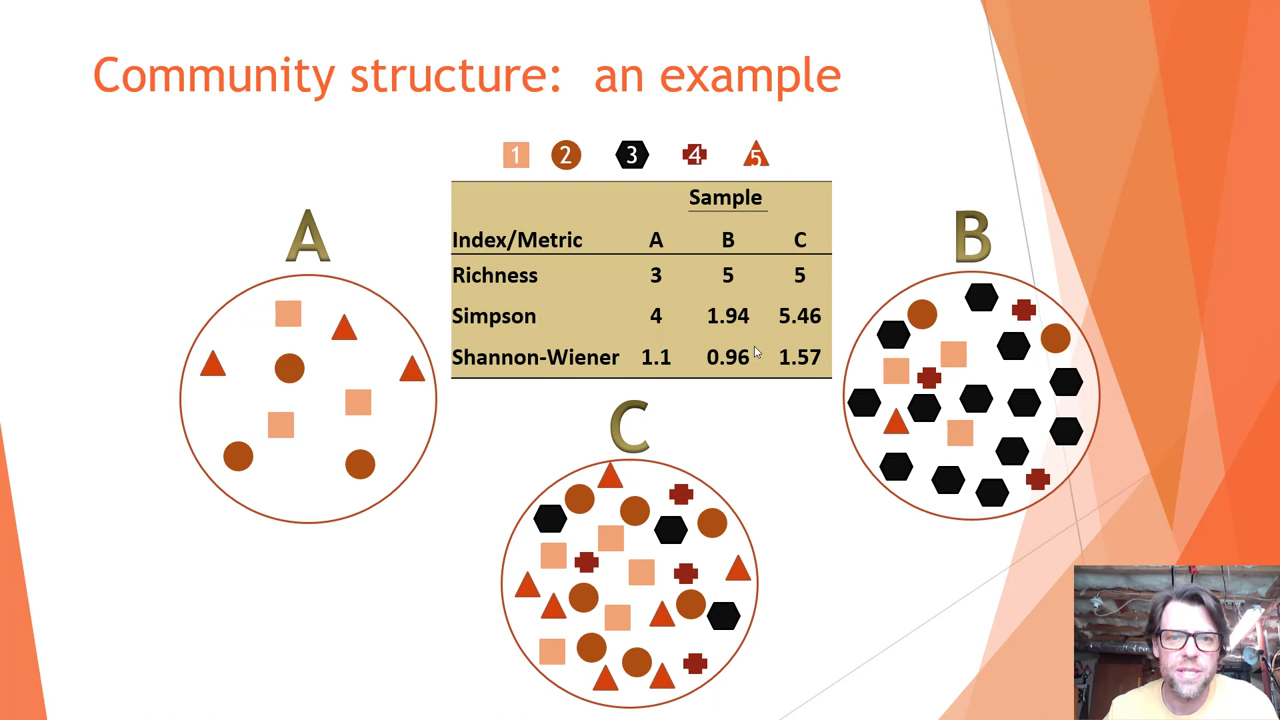 Community structure: an example
1 2 3 4 5
Sample
Index/Metric A B C
Richness 3 5 5
Simpson 4 1.94 5.46
Shannon-Wiener 1.1 0.96 1.57
A
B
C